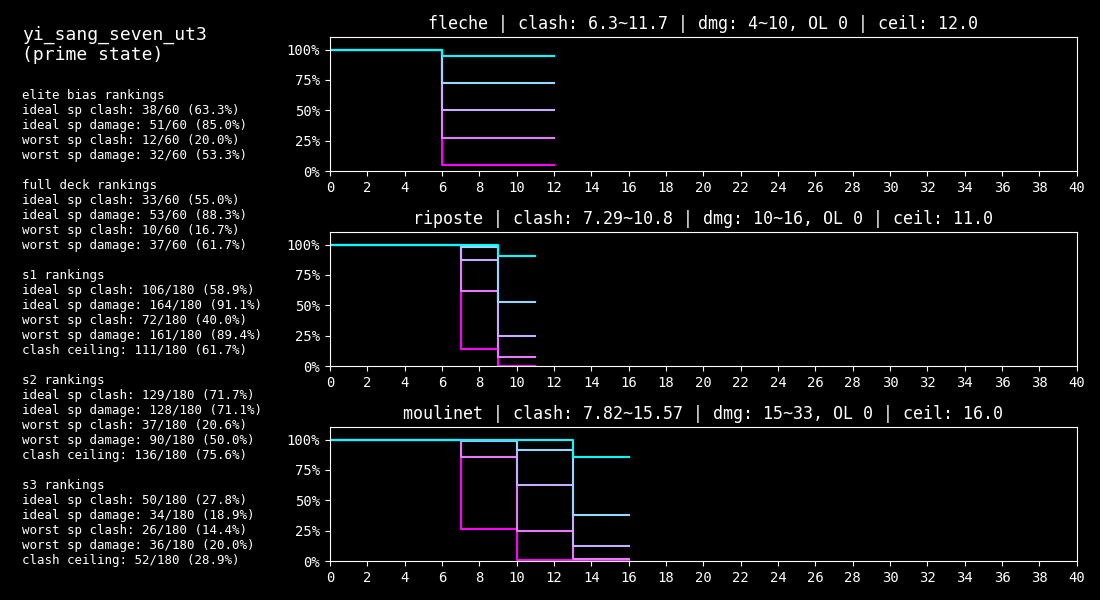 yi_sang_seven_ut3
(prime state)
elite bias rankings
ideal sp clash: 38/60 (63.3%)
ideal sp damage: 51/60 (85.0%)
worst sp clash: 12/60 (20.0%)
worst sp damage: 32/60 (53.3%)
full deck rankings
ideal sp clash: 33/60 (55.0%)
ideal sp damage: 53/60 (88.3%)
worst sp clash: 10/60 (16.7%)
worst sp damage: 37/60 (61.7%)
s1 rankings
ideal sp clash: 106/180 (58.9%)
ideal sp damage: 164/180 (91.1%)
worst sp clash: 72/180 (40.0%)
worst sp damage: 161/180 (89.4%)
clash ceiling: 111/180 (61.7%)
s2 rankings
ideal sp clash: 129/180 (71.7%)
ideal sp damage: 128/180 (71.1%)
worst sp clash: 37/180 (20.6%)
worst sp damage: 90/180 (50.0%)
clash ceiling: 136/180 (75.6%)
s3 rankings
ideal sp clash: 50/180 (27.8%)
ideal sp damage: 34/180 (18.9%)
worst sp clash: 26/180 (14.4%)
worst sp damage: 36/180 (20.0%)
clash ceiling: 52/180 (28.9%)
fleche | clash: 6.3~11.7 | dmg: 4~10, OL 0 | ceil: 12.0
100%
75%
50%
25%
0%
0 2 4 6 8 10 12 14 16 18 20 22 24 26 28 30 32 34 36 38 40
riposte | clash: 7.29~10.8 | dmg: 10~16, OL 0 | ceil: 11.0
100%
75%
50%
25%
0%
0 2 4 6 8 10 12 14 16 18 20 22 24 26 28 30 32 34 36 38 40
moulinet | clash: 7.82~15.57 | dmg: 15~33, OL 0 | ceil: 16.0
100%
75%
50%
25%
0%
0 2 4 6 8 10 12 14 16 18 20 22 24 26 28 30 32 34 36 38 40